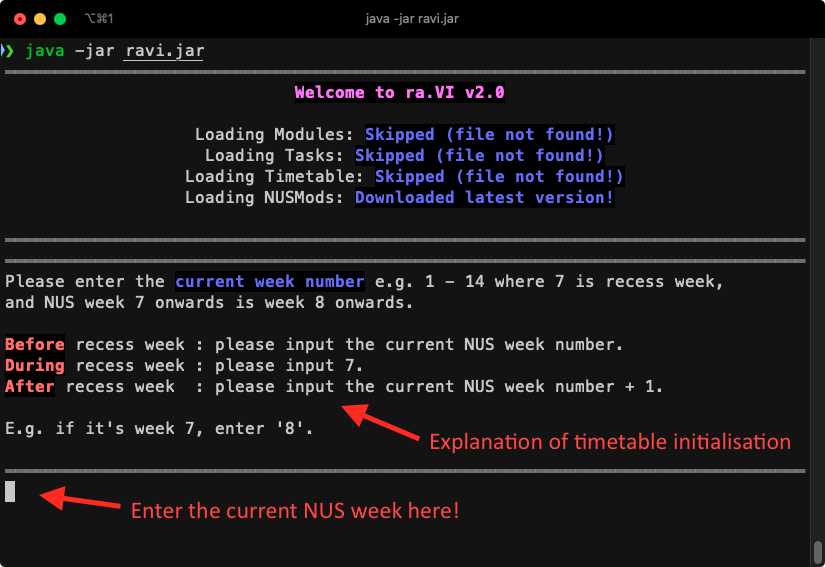 ⌥⌘1
java -jar ravi.jar
❯ java -jar ravi.jar
Welcome to ra.VI v2.0
Loading Modules: Skipped (file not found!)
Loading Tasks: Skipped (file not found!)
Loading Timetable: Skipped (file not found!)
Loading NUSMods: Downloaded latest version!
Please enter the current week number e.g. 1 - 14 where 7 is recess week,
and NUS week 7 onwards is week 8 onwards.
Before recess week : please input the current NUS week number.
During recess week : please input 7.
After recess week  : please input the current NUS week number + 1.
E.g. if it's week 7, enter '8'.
Explanation of timetable initialisation
Enter the current NUS week here!